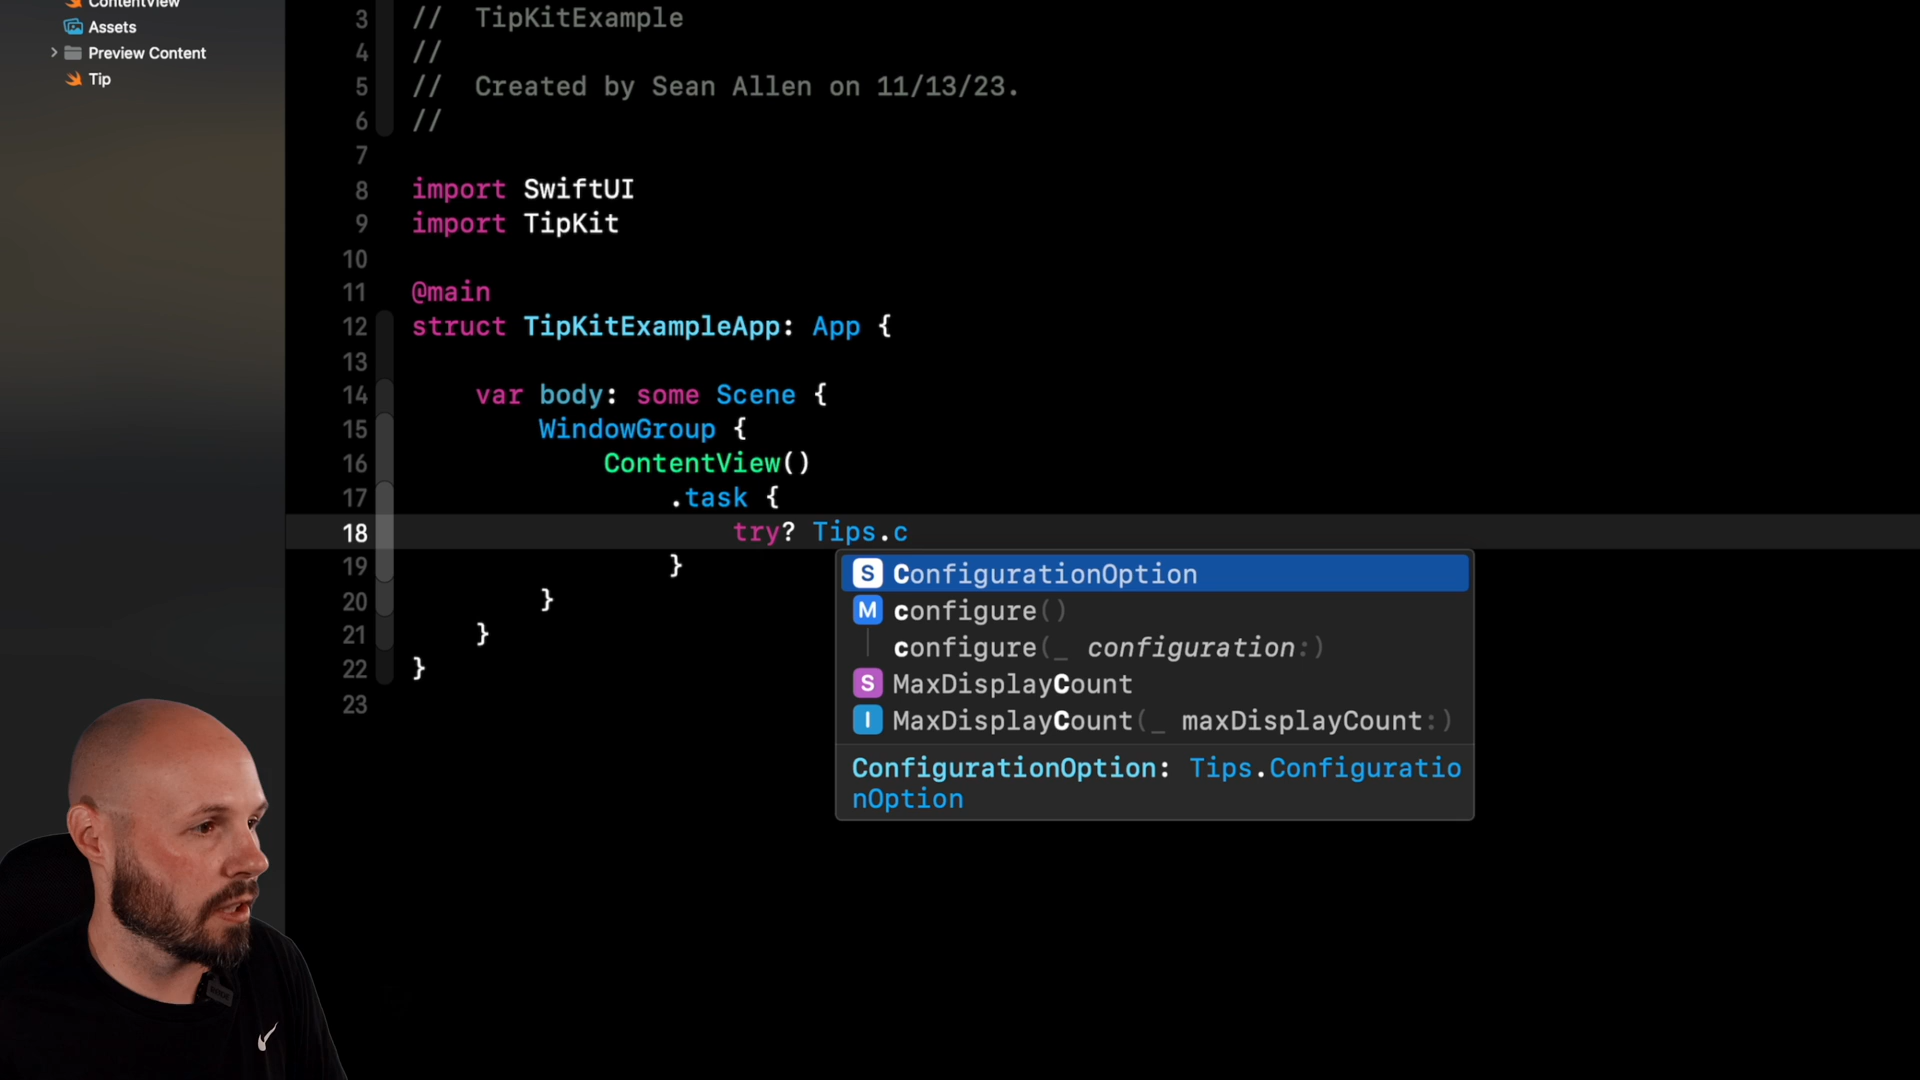 ContentView
Assets
Preview Content
Tip
3 // TipKitExample
4 //
5 // Created by Sean Allen on 11/13/23.
6 //
7
8 import SwiftUI
9 import TipKit
10
11 @main
12 struct TipKitExampleApp: App {
13
14 var body: some Scene {
15 WindowGroup {
16 ContentView()
17 .task {
18 try? Tips.c
19 }
20 }
21 }
22 }
23
S ConfigurationOption
M configure()
configure(_ configuration:)
S MaxDisplayCount
I MaxDisplayCount(_ maxDisplayCount:)
ConfigurationOption: Tips.Configuratio
nOption